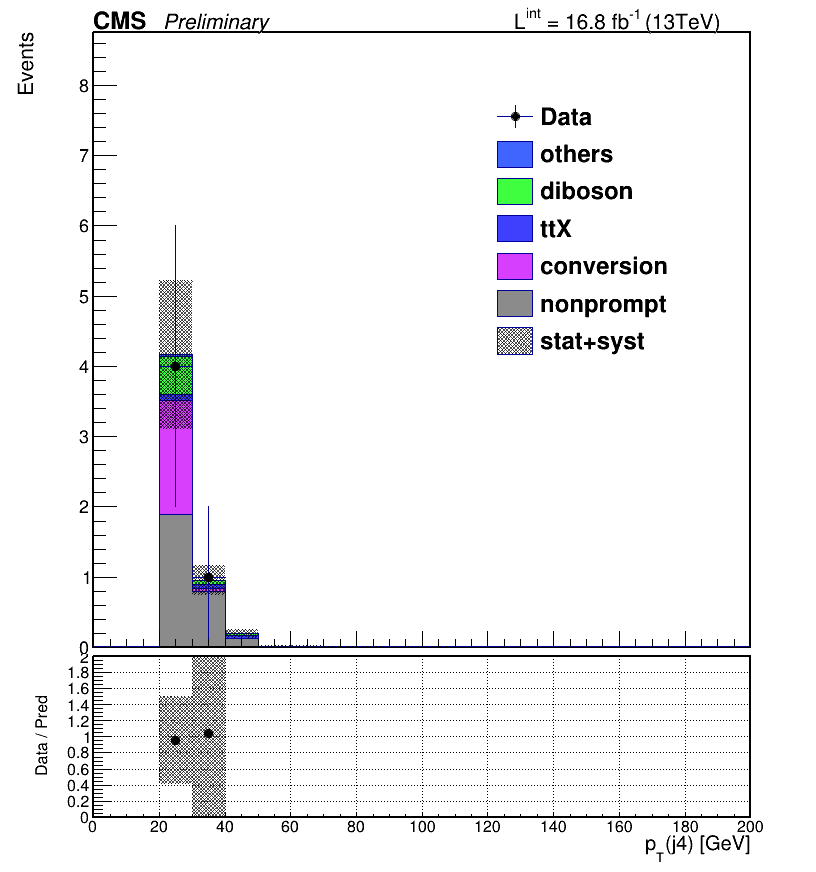 CMS Preliminary L^int = 16.8 fb^-1 (13TeV)
Events
8
7
6
5
4
3
2
1
0
Data
others
diboson
ttX
conversion
nonprompt
stat+syst
Data / Pred
2
1.8
1.6
1.4
1.2
1
0.8
0.6
0.4
0.2
0
0 20 40 60 80 100 120 140 160 180 200
p_T(j4) [GeV]